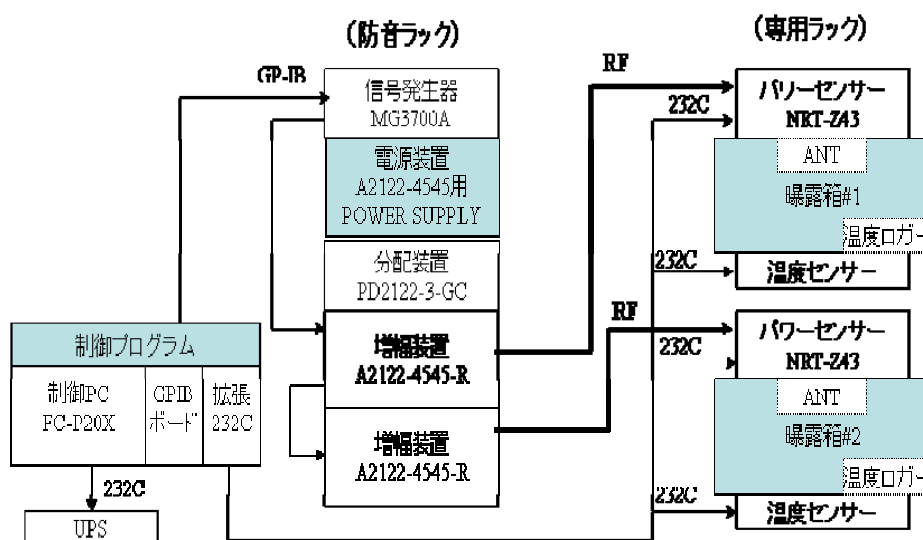 (防音ラック)
(専用ラック)
GP-IB
RF
信号発生器
MG3700A
パリーセンサー
NRT-Z43
232C
電源装置
A2122-4545用
POWER SUPPLY
ANT
曝露箱#1
温度ロガー
分配装置
PD2122-3-GC
232C
温度センサー
RF
制御プログラム
増幅装置
A2122-4545-R
232C
パワーセンサー
NRT-Z43
制御PC
FC-P20X
GPIB
ボード
拡張
232C
ANT
曝露箱#2
増幅装置
A2122-4545-R
温度ロガー
232C
232C
温度センサー
UPS